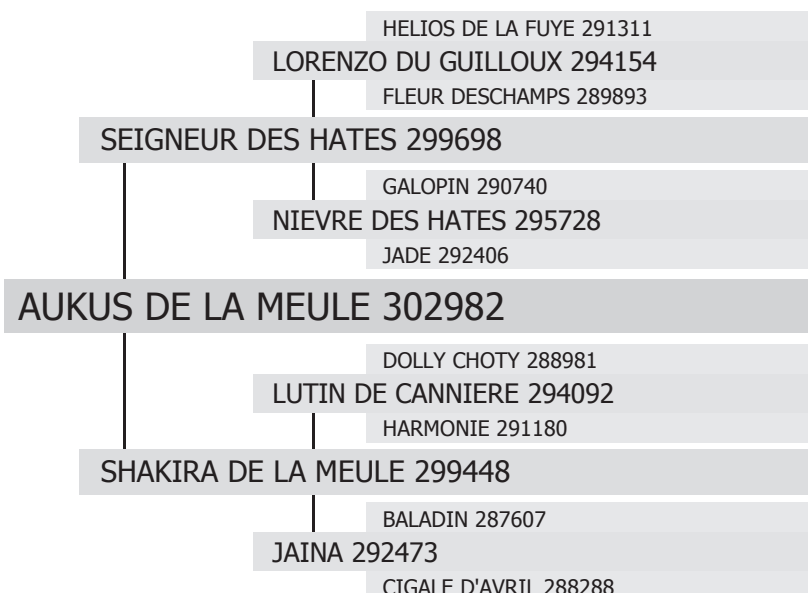 HELIOS DE LA FUYE 291311
LORENZO DU GUILLOUX 294154
FLEUR DESCHAMPS 289893
SEIGNEUR DES HATES 299698
GALOPIN 290740
NIEVRE DES HATES 295728
JADE 292406
AUKUS DE LA MEULE 302982
DOLLY CHOTY 288981
LUTIN DE CANNIERE 294092
HARMONIE 291180
SHAKIRA DE LA MEULE 299448
BALADIN 287607
JAINA 292473
CIGALE D'AVRIL 288288